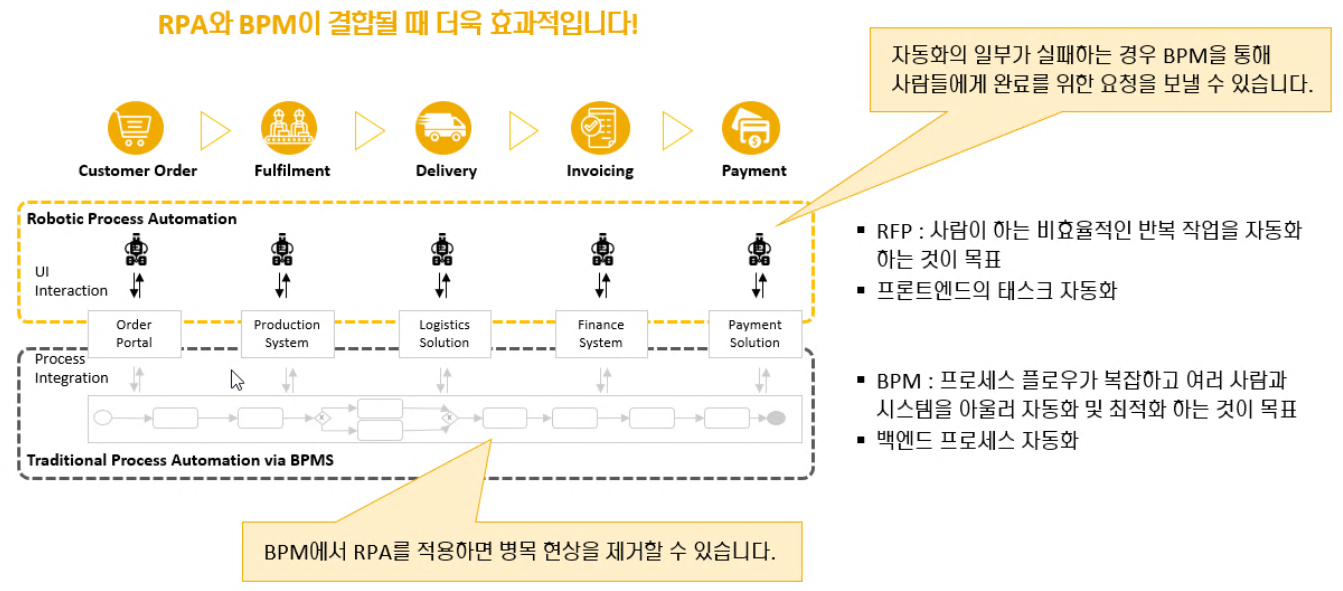 RPA와 BPM이 결합될 때 더욱 효과적입니다!
자동화의 일부가 실패하는 경우 BPM을 통해
사람들에게 완료를 위한 요청을 보낼 수 있습니다.
Customer Order
Fulfilment
Delivery
Invoicing
Payment
Robotic Process Automation
UI
Interaction
Order
Portal
Production
System
Logistics
Solution
Finance
System
Payment
Solution
Process
Integration
Traditional Process Automation via BPMS
▪ RFP : 사람이 하는 비효율적인 반복 작업을 자동화
하는 것이 목표
▪ 프론트엔드의 태스크 자동화
▪ BPM : 프로세스 플로우가 복잡하고 여러 사람과
시스템을 아울러 자동화 및 최적화 하는 것이 목표
▪ 백엔드 프로세스 자동화
BPM에서 RPA를 적용하면 병목 현상을 제거할 수 있습니다.